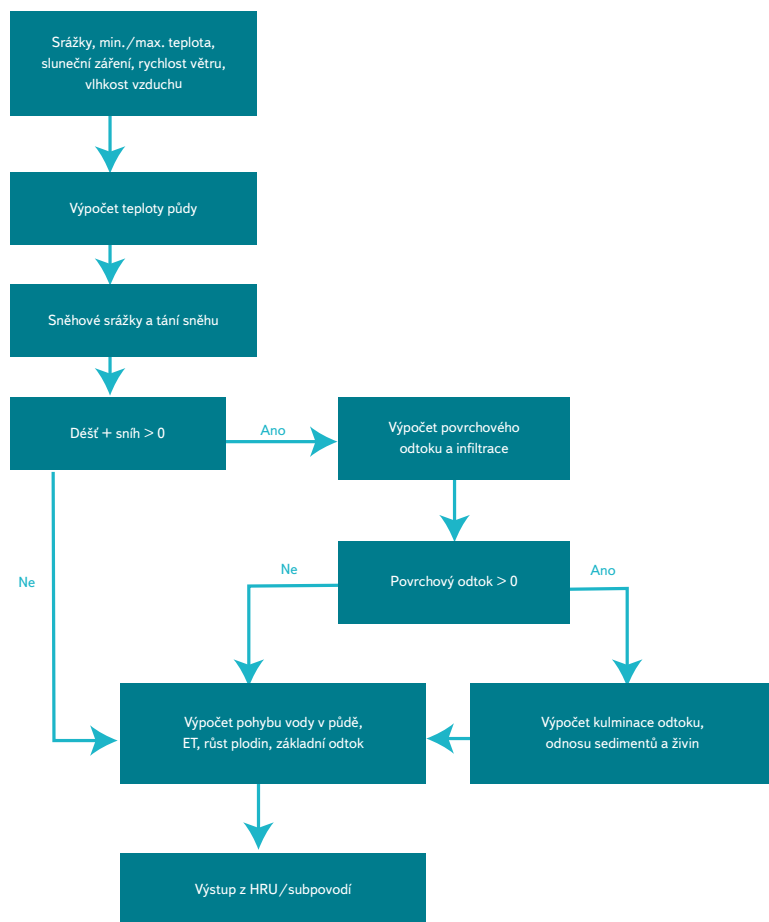 Srážky, min./max. teplota,
sluneční záření, rychlost větru,
vlhkost vzduchu
Výpočet teploty půdy
Sněhové srážky a tání sněhu
Déšť + sníh > 0
Ano
Výpočet povrchového
odtoku a infiltrace
Ne
Povrchový odtok > 0
Ne
Ano
Výpočet pohybu vody v půdě,
ET, růst plodin, základní odtok
Výpočet kulminace odtoku,
odnosu sedimentů a živin
Výstup z HRU/subpovodí